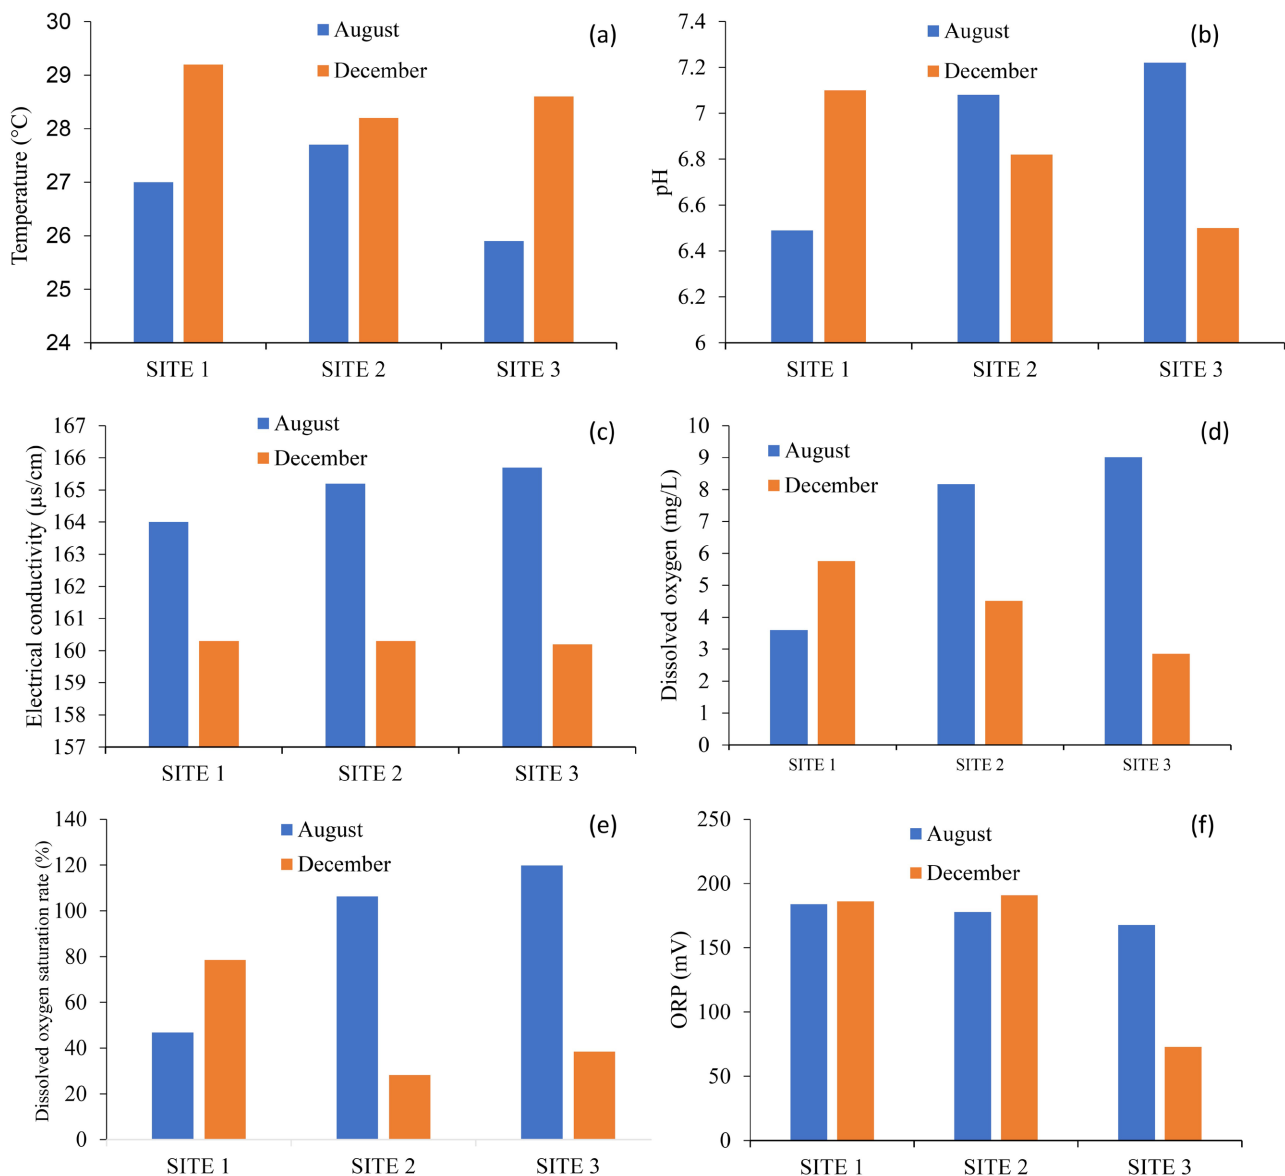 (a)
August
December
Temperature (°C)
30
29
28
27
26
25
24
SITE 1 SITE 2 SITE 3
(b)
August
December
pH
7.4
7.2
7
6.8
6.6
6.4
6.2
6
SITE 1 SITE 2 SITE 3
(c)
August
December
Electrical conductivity (µs/cm)
167
166
165
164
163
162
161
160
159
158
157
SITE 1 SITE 2 SITE 3
(d)
August
December
Dissolved oxygen (mg/L)
10
9
8
7
6
5
4
3
2
1
0
SITE 1 SITE 2 SITE 3
(e)
August
December
Dissolved oxygen saturation rate (%)
140
120
100
80
60
40
20
0
SITE 1 SITE 2 SITE 3
(f)
August
December
ORP (mV)
250
200
150
100
50
0
SITE 1 SITE 2 SITE 3